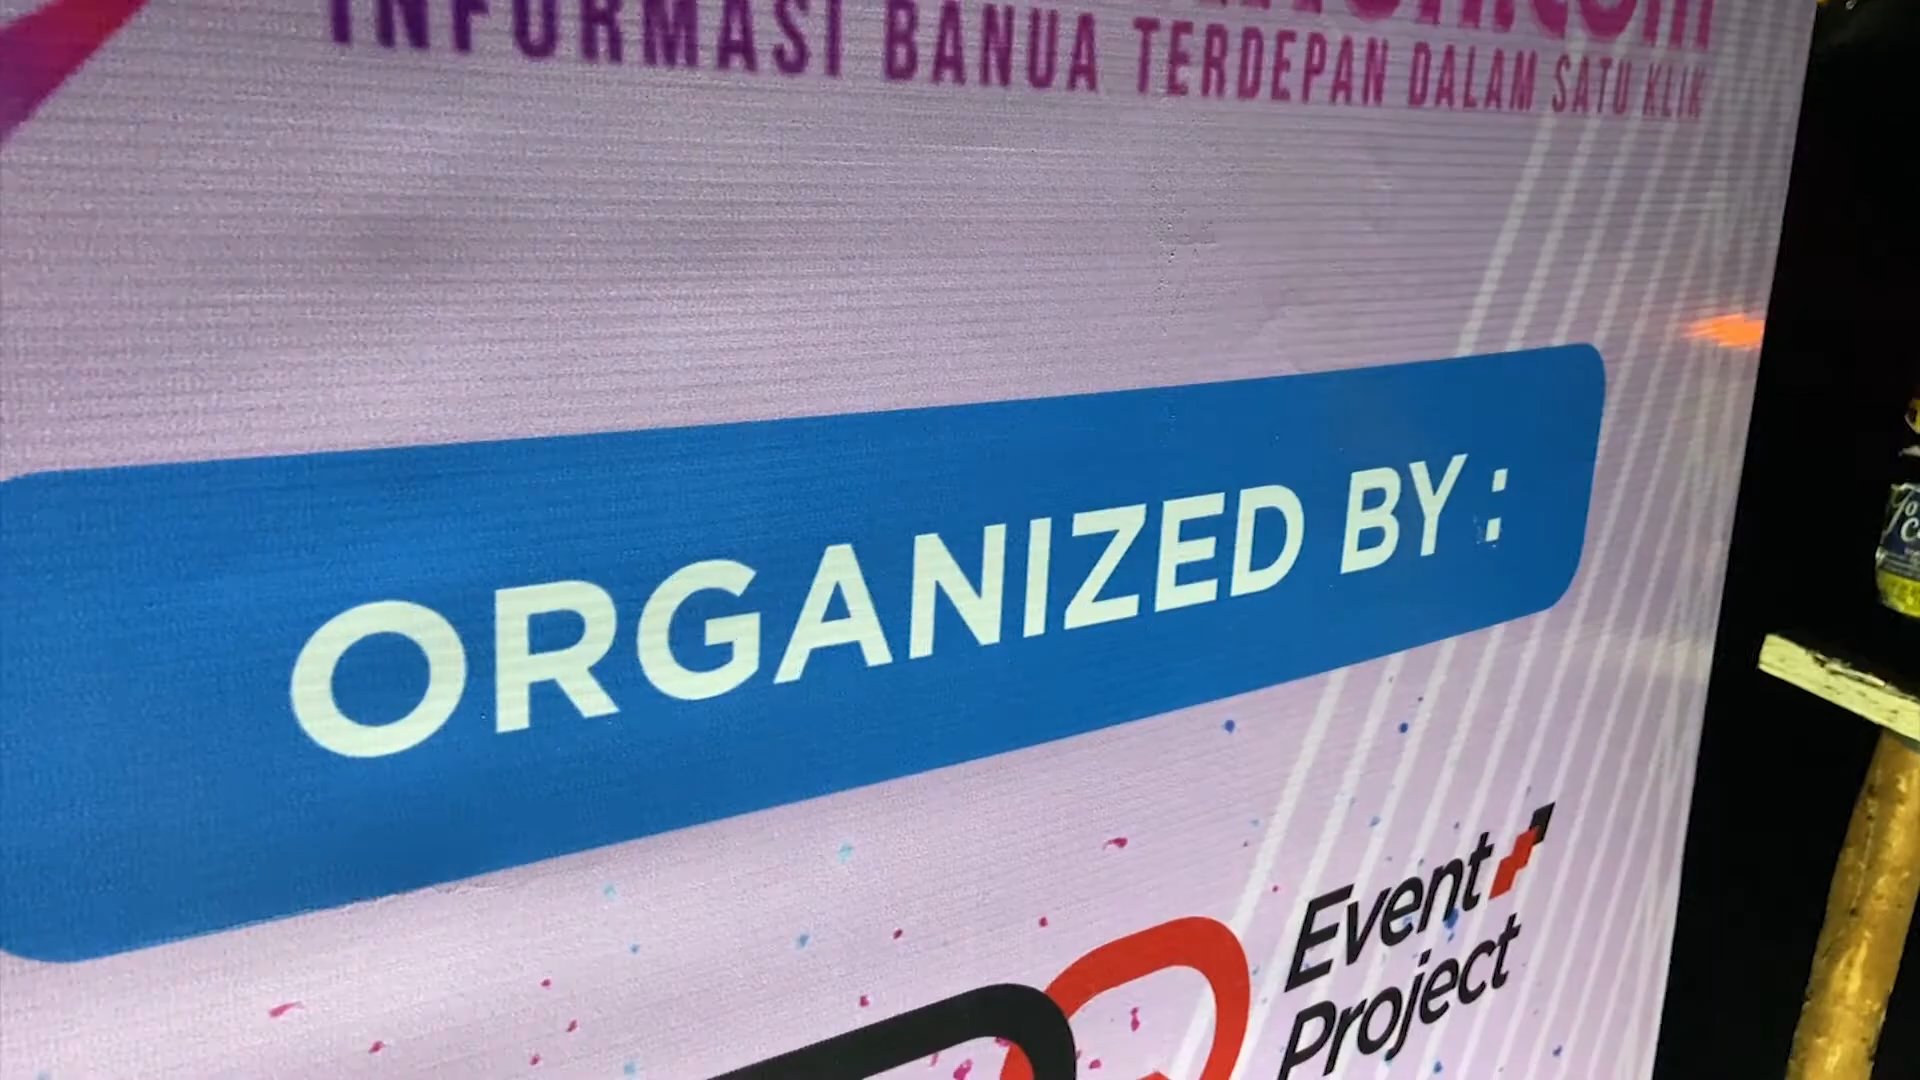 INFORMASI BANUA TERDEPAN DALAM SATU KLIK
ORGANIZED BY :
Event
Project